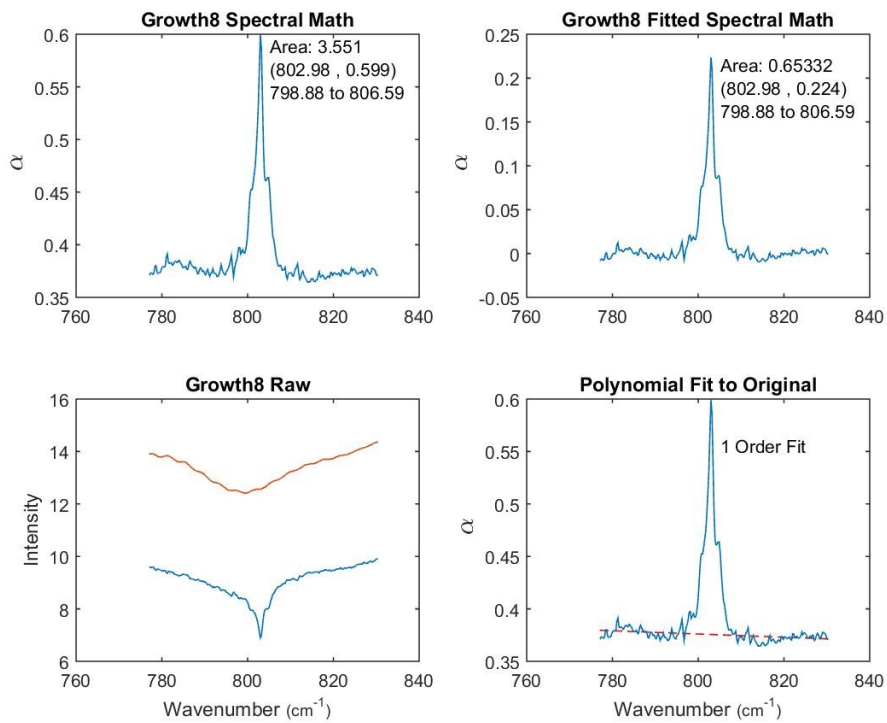 Growth8 Spectral Math
0.6
0.55
0.5
0.45
0.4
0.35
α
Area: 3.551
(802.98 , 0.599)
798.88 to 806.59
760
780
800
820
840
Growth8 Fitted Spectral Math
0.25
0.2
0.15
0.1
0.05
0
-0.05
α
Area: 0.65332
(802.98 , 0.224)
798.88 to 806.59
760
780
800
820
840
Growth8 Raw
16
14
12
10
8
6
Intensity
760
780
800
820
840
Wavenumber (cm⁻¹)
Polynomial Fit to Original
0.6
0.55
0.5
0.45
0.4
0.35
α
1 Order Fit
760
780
800
820
840
Wavenumber (cm⁻¹)